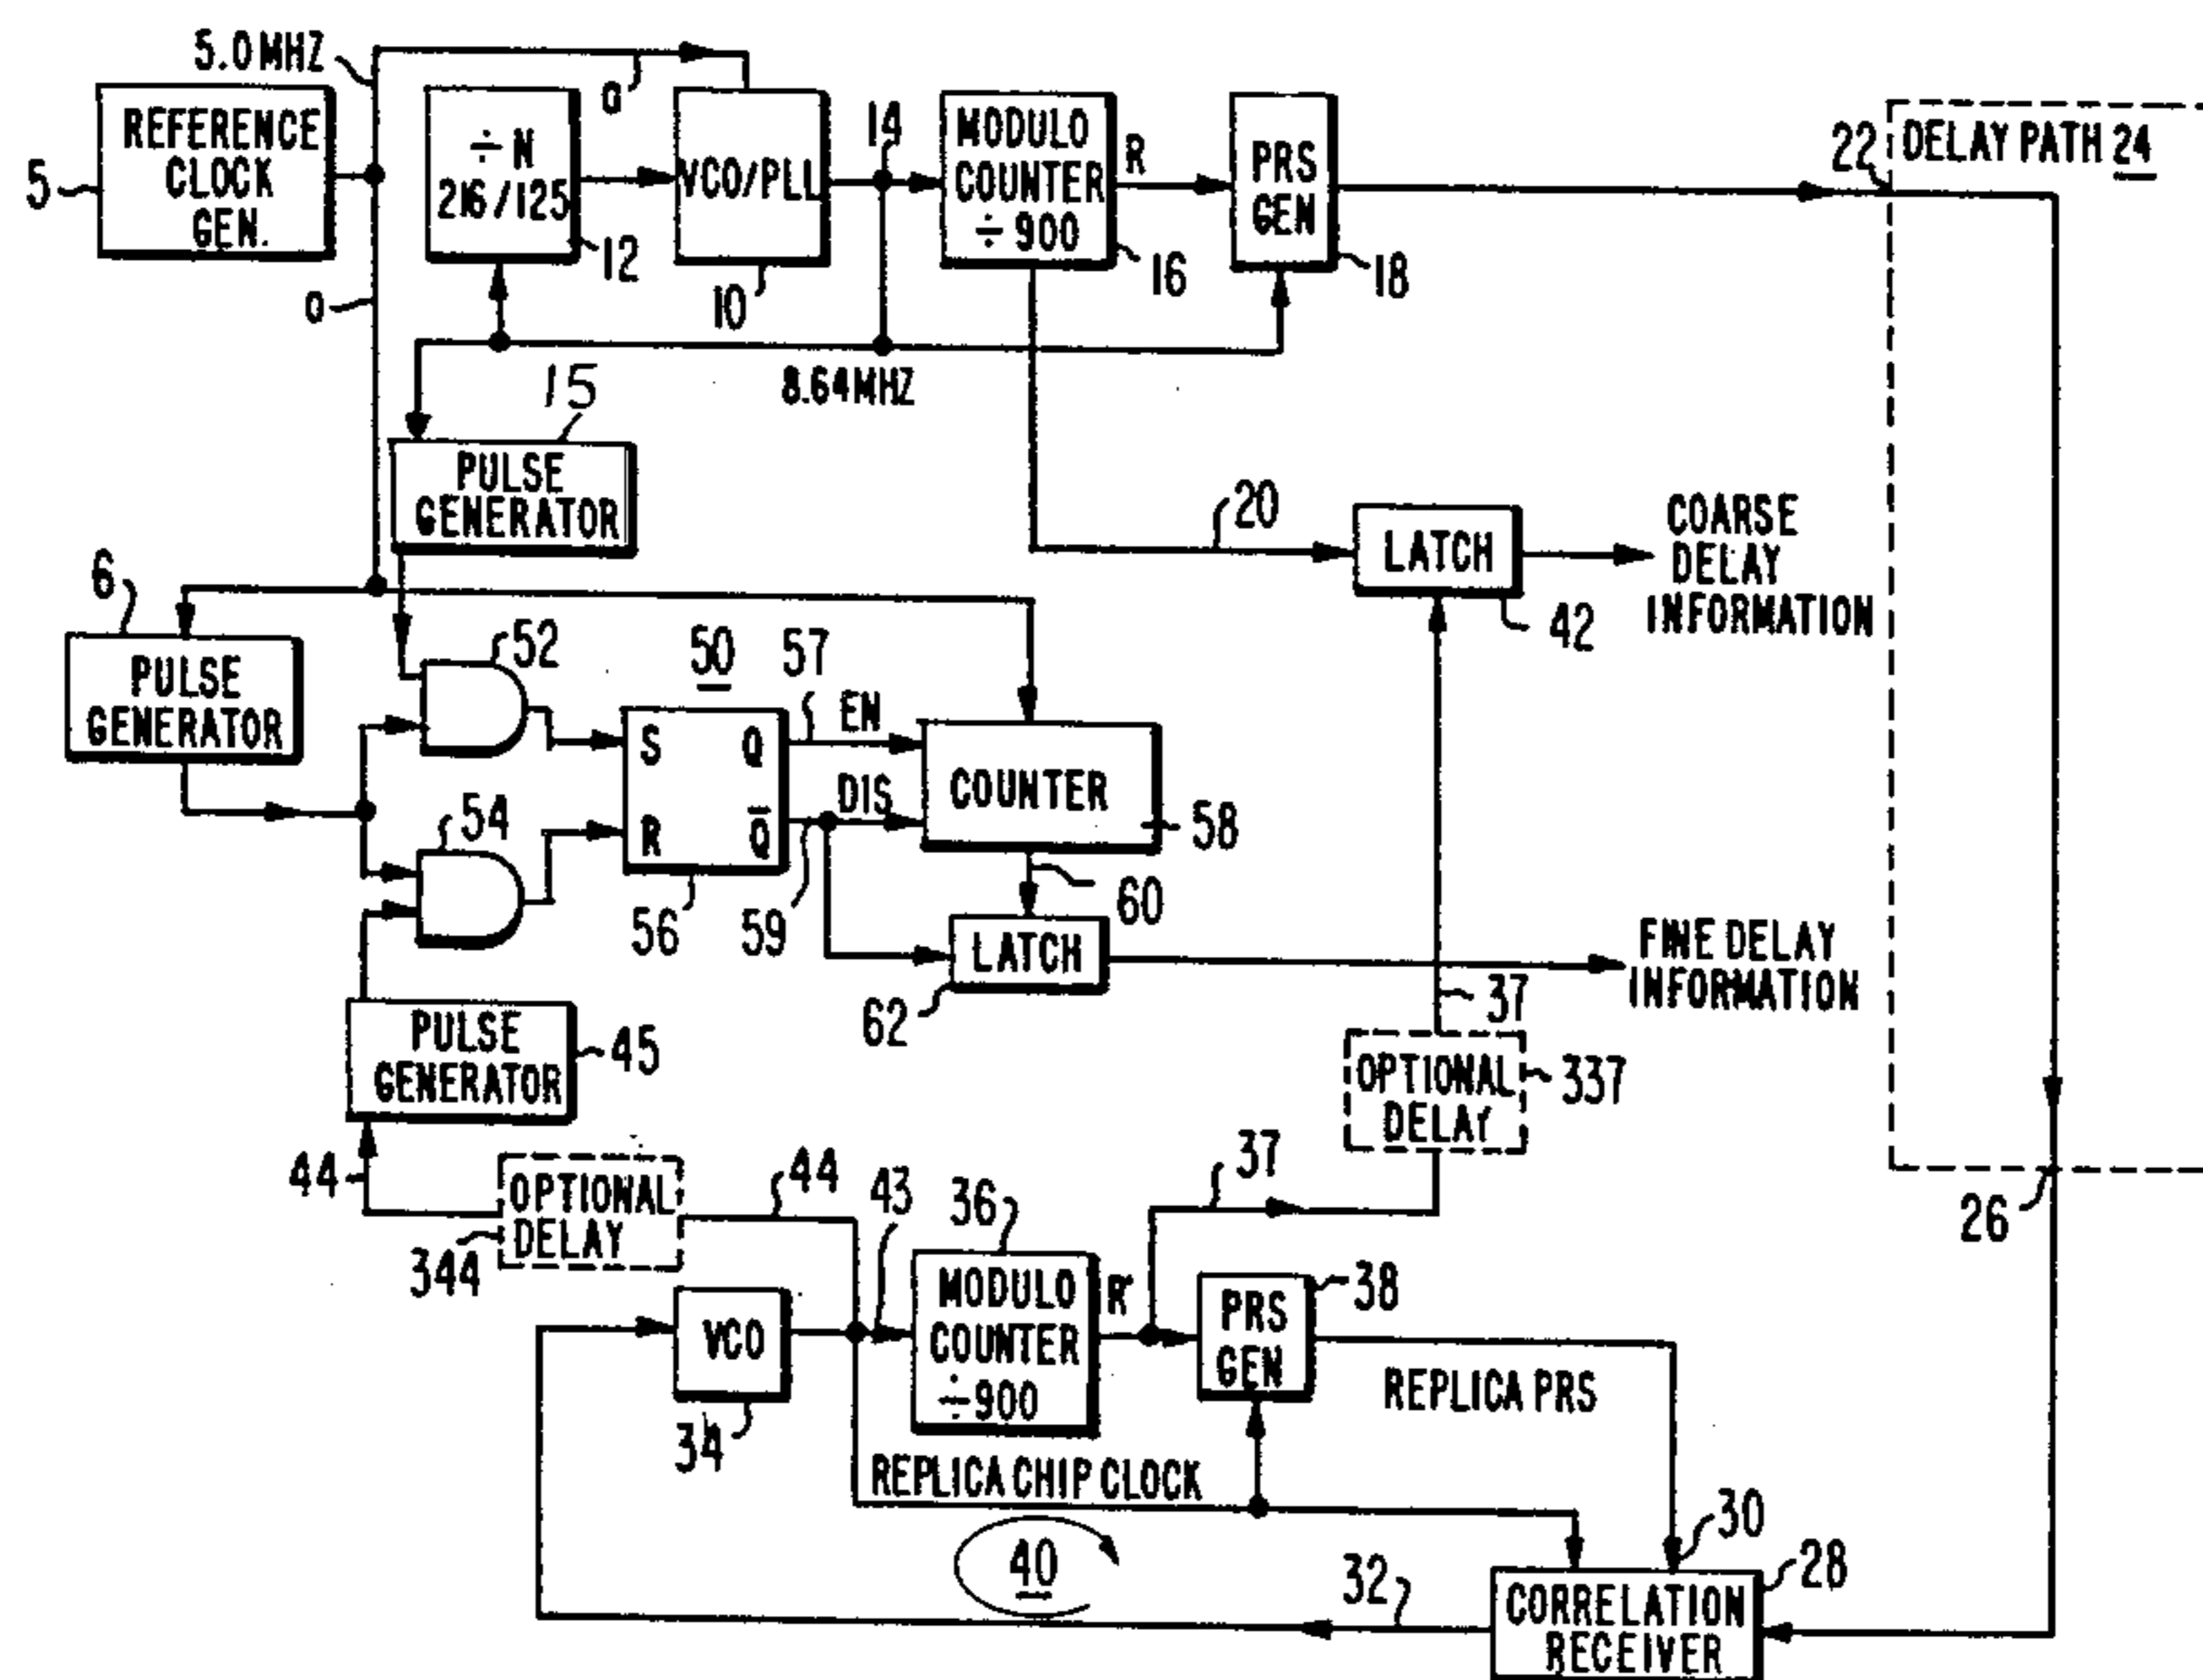 5.0 MHZ
a
REFERENCE
CLOCK
GEN.
5
a
÷ N
216/125
12
VCO/PLL
10
14
MODULO
COUNTER
÷ 900
16
R
PRS
GEN
18
22
DELAY PATH 24
8.64 MHZ
15
PULSE
GENERATOR
20
LATCH
42
COARSE
DELAY
INFORMATION
6
PULSE
GENERATOR
52
50
57
EN
S Q
R Q̅
DIS
COUNTER
58
54
56
59
60
LATCH
62
FINE DELAY
INFORMATION
37
PULSE
GENERATOR
45
OPTIONAL
DELAY
337
44
OPTIONAL
DELAY
344
44
43
36
37
26
VCO
34
MODULO
COUNTER
÷900
R'
PRS
GEN
38
REPLICA PRS
REPLICA CHIP CLOCK
40
32
30
28
CORRELATION
RECEIVER